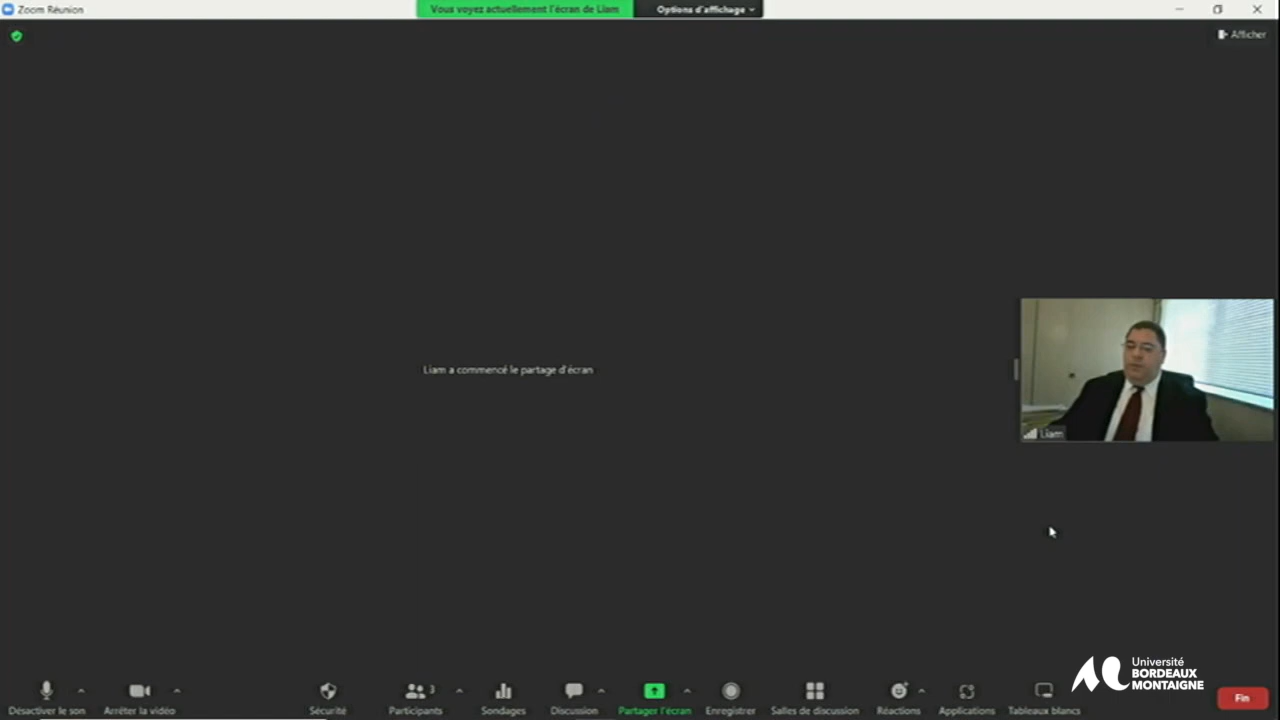 Zoom Réunion
Vous voyez actuellement l'écran de Liam
Options d'affichage
Afficher
Liam a commencé le partage d'écran
Liam
Université
BORDEAUX
MONTAIGNE
3
Désactiver le son
Arrêter la vidéo
Sécurité
Participants
Sondages
Discussion
Partager l'écran
Enregistrer
Salles de discussion
Réactions
Applications
Tableaux blancs
Fin